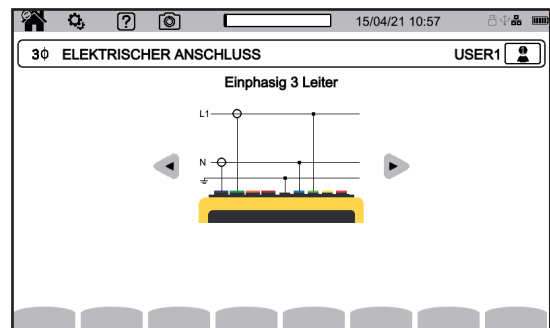 15/04/21 10:57
3Φ ELEKTRISCHER ANSCHLUSS USER1
Einphasig 3 Leiter
L1
N